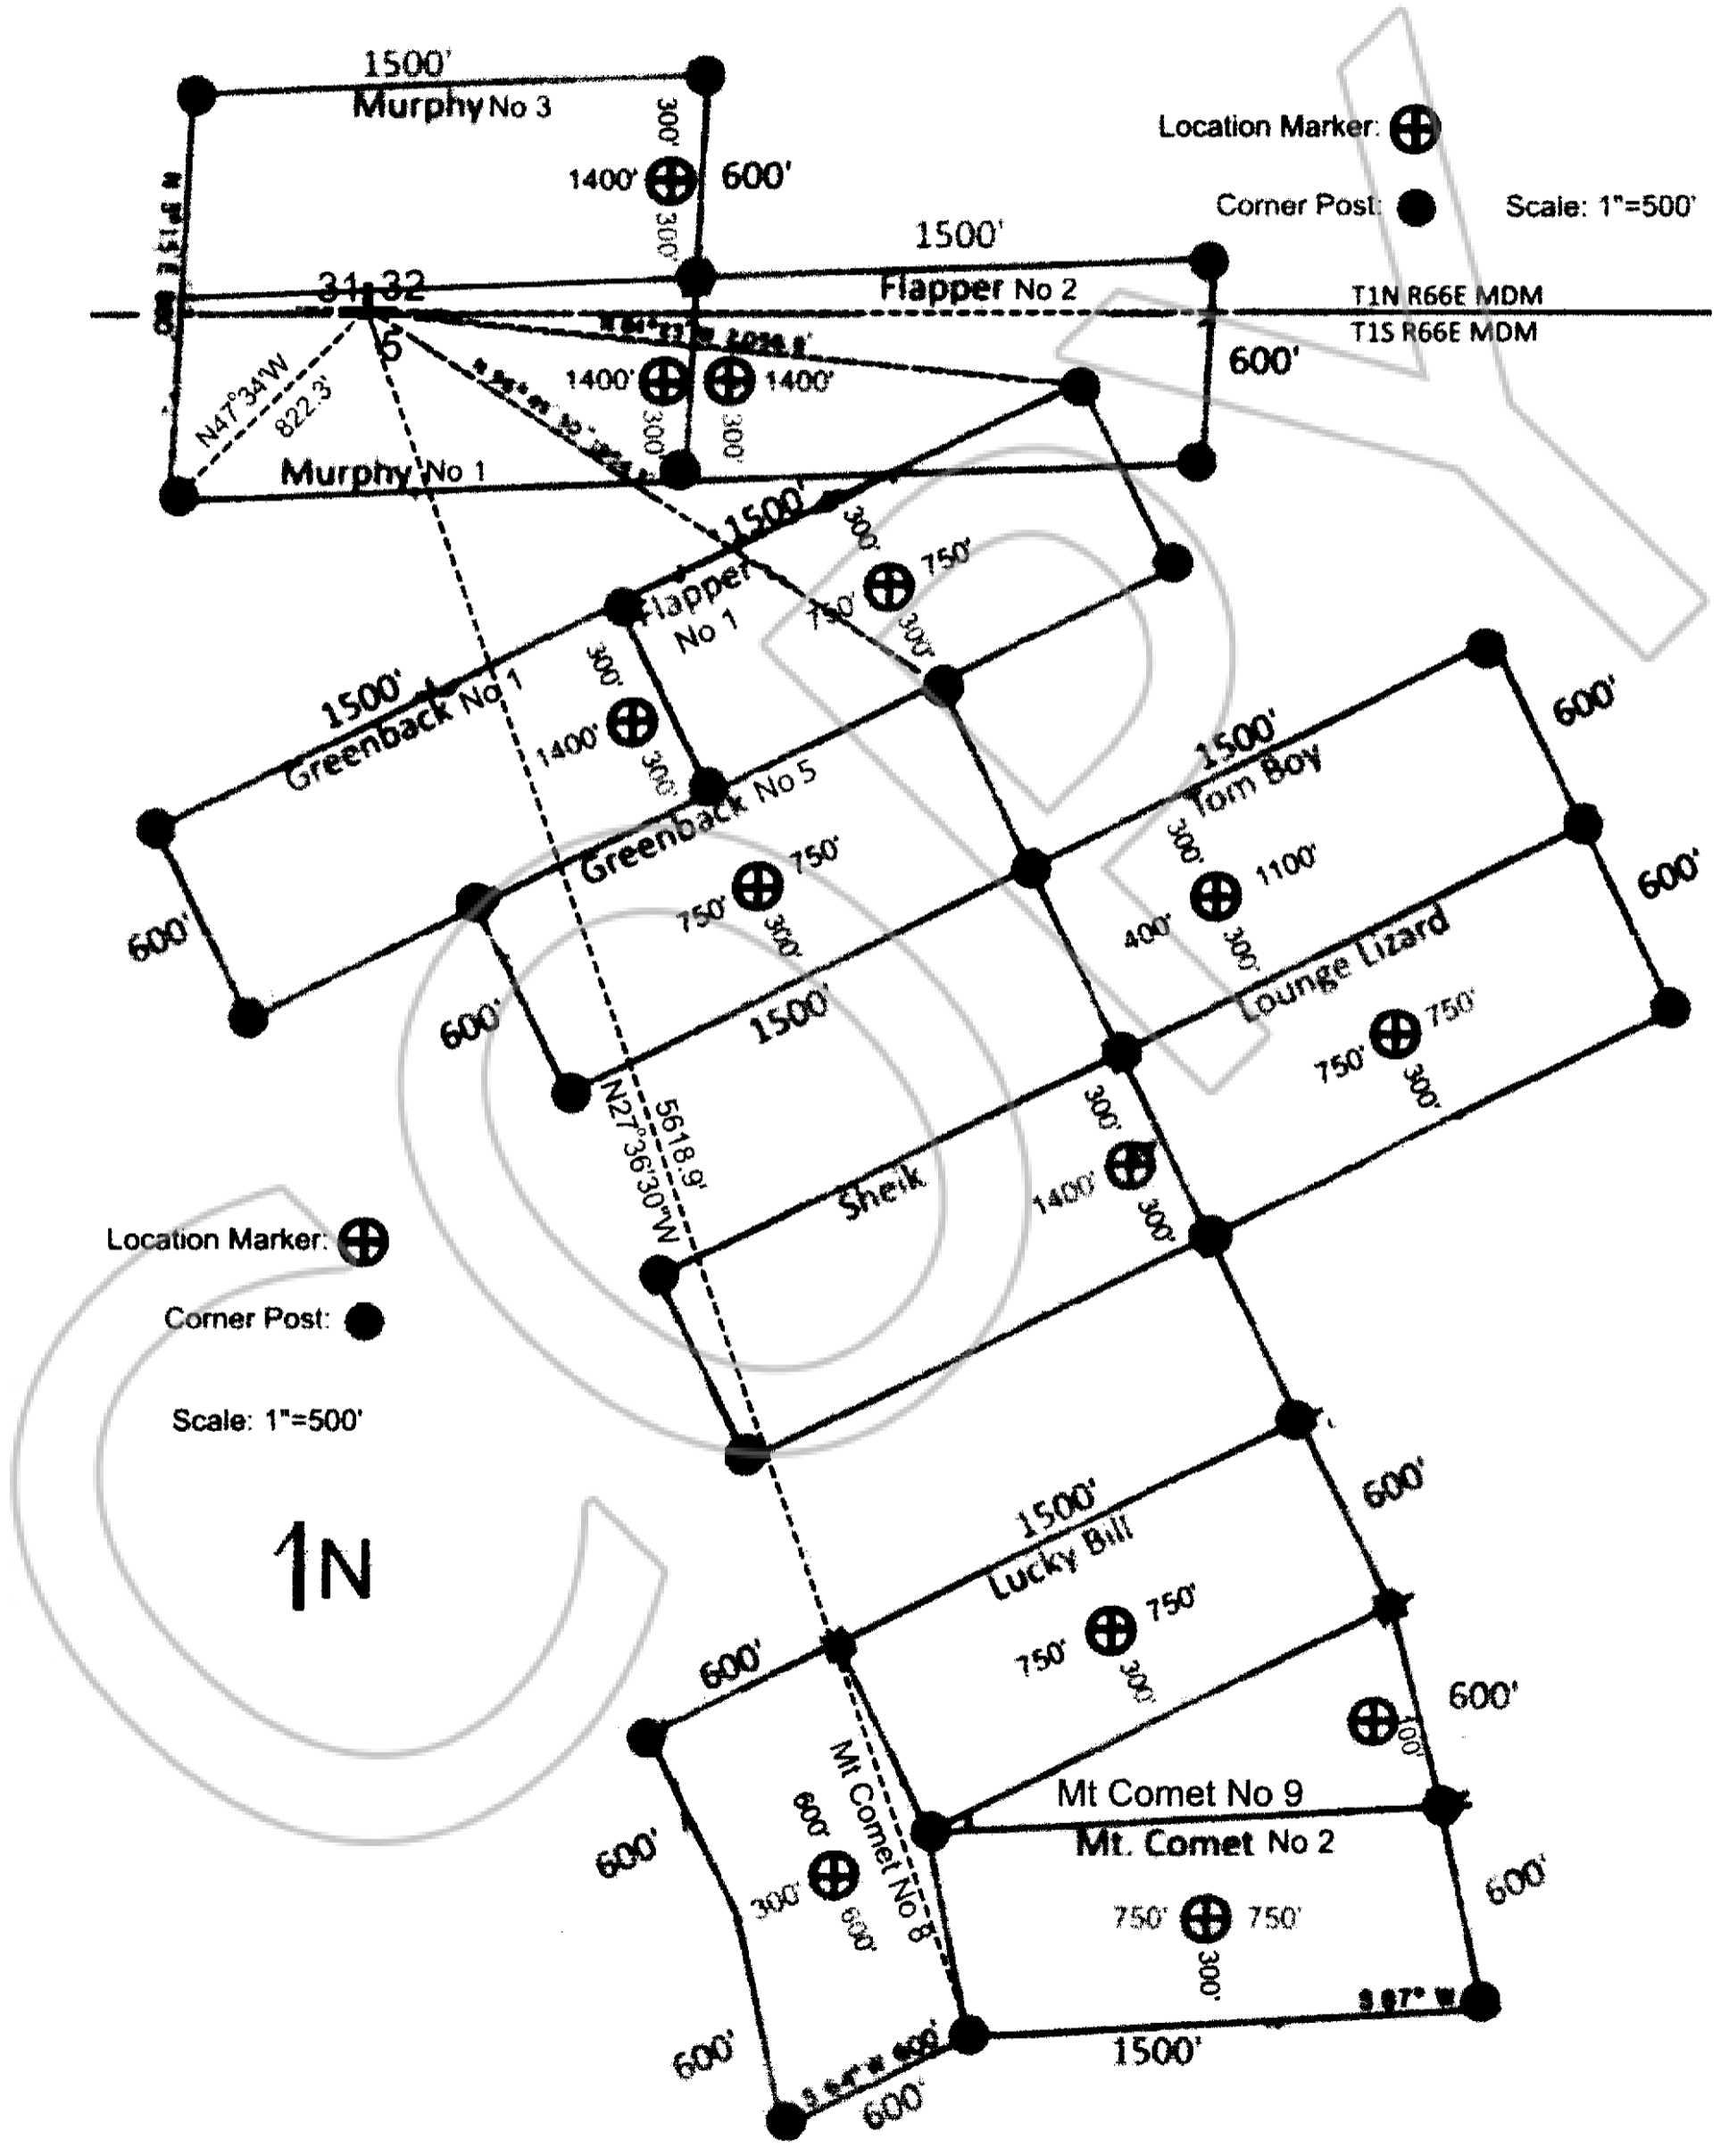 1500'
Murphy No 3
300'
1400'
600'
300'
Location Marker:
Corner Post:
Scale: 1"=500'
1500'
Flapper No 2
31 32
5
T1N R66E MDM
T1S R66E MDM
600'
N47°34'W
822.3'
1400'
300'
1400'
300'
Murphy No 1
1500'
Flapper
No 1
300'
750'
750'
300'
1500'
Greenback No 1
300'
1400'
300'
600'
Greenback No 5
750'
750'
300'
600'
1500'
1500'
Tom Boy
600'
300'
1100'
400'
300'
Lounge Lizard
600'
750'
750'
300'
5618.9'
N27°36'30"W
Sheik
300'
1400'
300'
Location Marker:
Corner Post:
Scale: 1"=500'
1N
1500'
Lucky Bill
600'
750'
750'
300'
600'
600'
100'
Mt Comet No 9
Mt. Comet No 2
600'
750'
750'
300'
S 87° W
1500'
Mt Comet No 8
600'
600'
300'
600'
600'
S 64° W 600'
600'
COPY